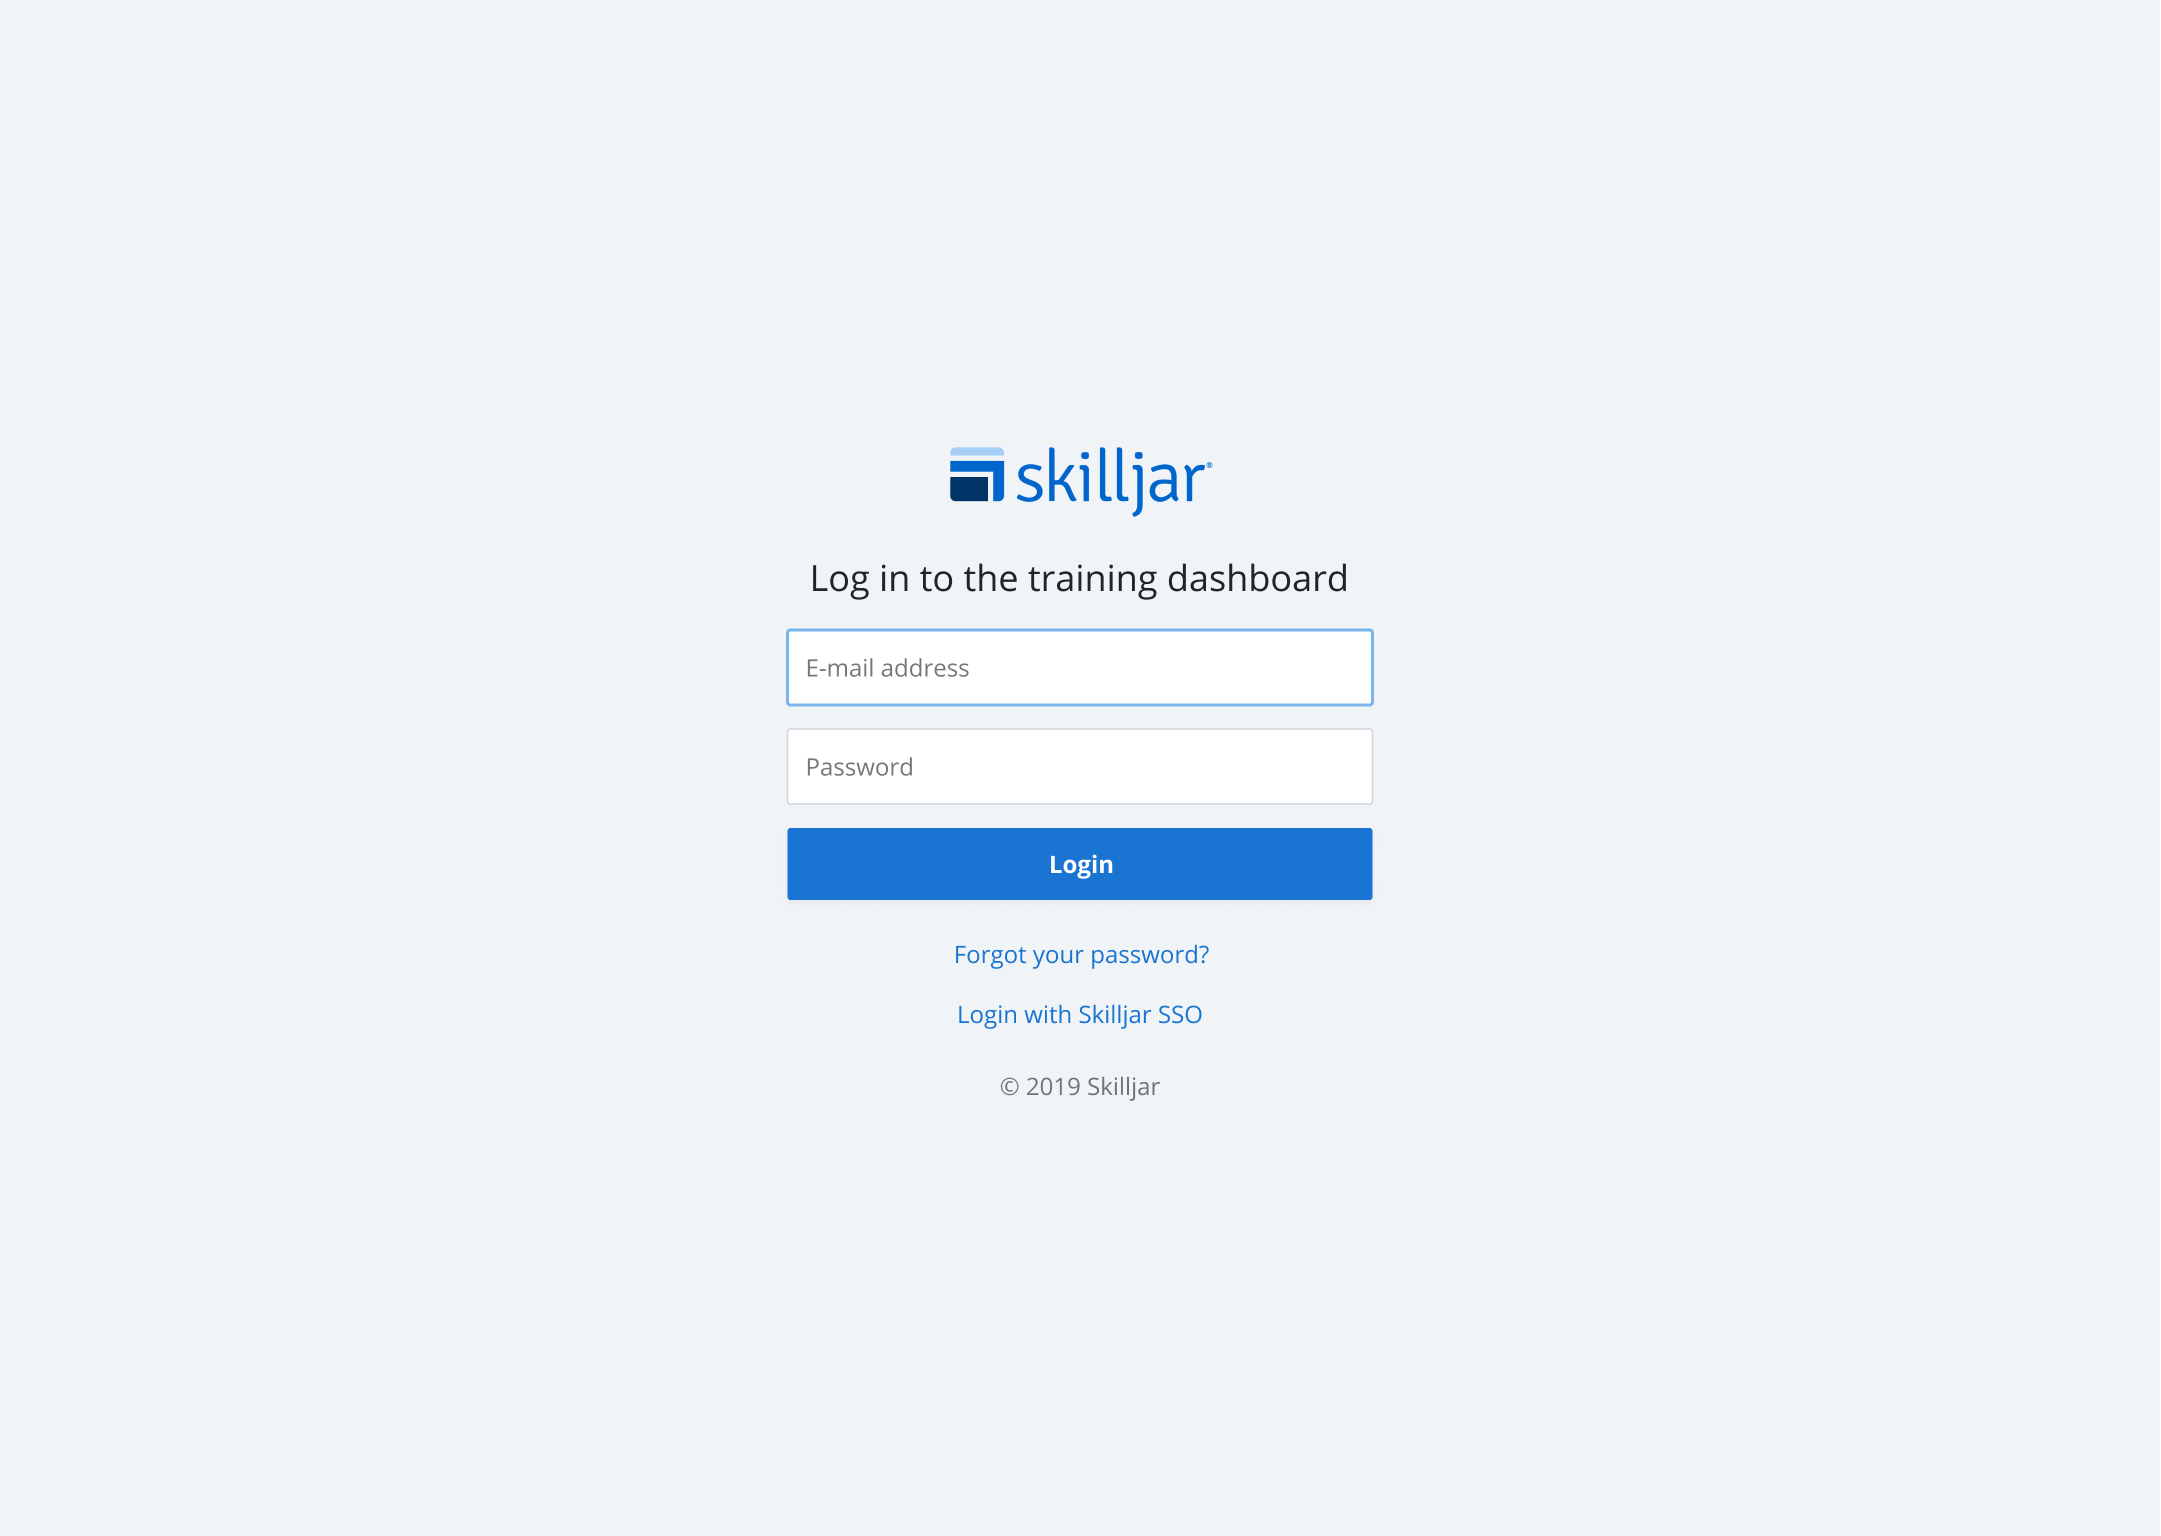 skilljar®
Log in to the training dashboard
E-mail address
Password
Login
Forgot your password?
Login with Skilljar SSO
© 2019 Skilljar